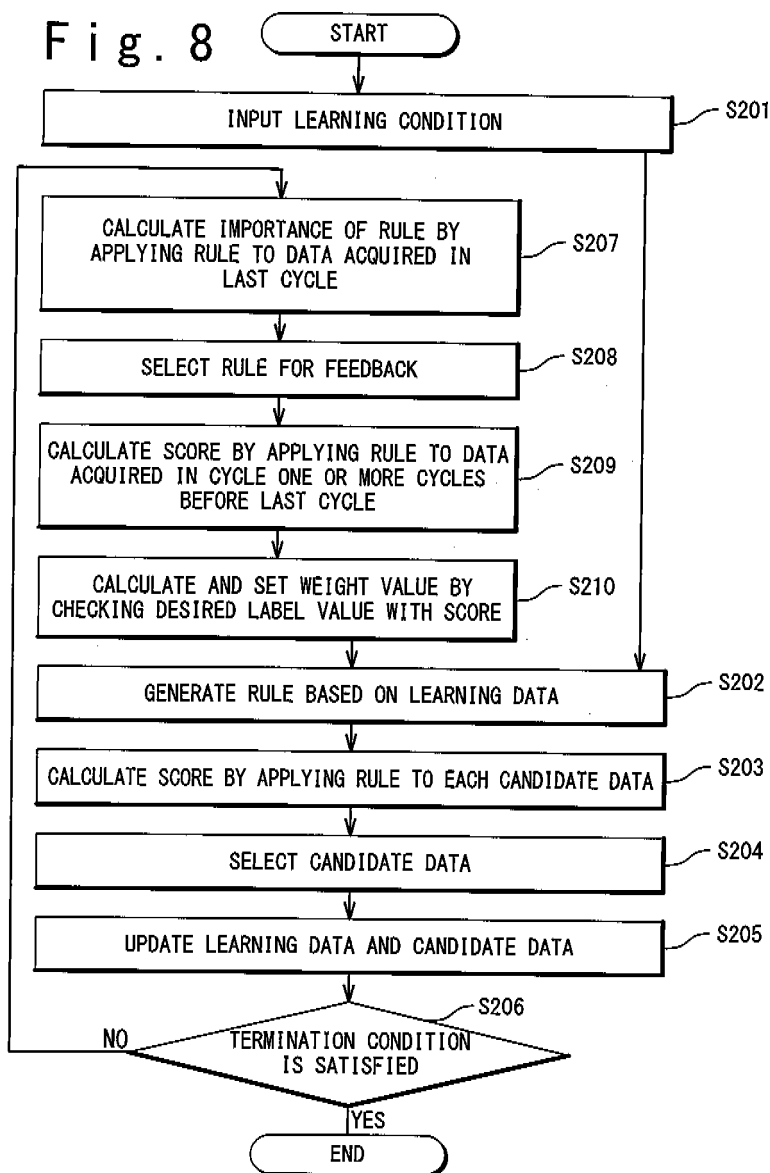 Fig. 8
START
INPUT LEARNING CONDITION
S201
CALCULATE IMPORTANCE OF RULE BY
APPLYING RULE TO DATA ACQUIRED IN
LAST CYCLE
S207
SELECT RULE FOR FEEDBACK
S208
CALCULATE SCORE BY APPLYING RULE TO DATA
ACQUIRED IN CYCLE ONE OR MORE CYCLES
BEFORE LAST CYCLE
S209
CALCULATE AND SET WEIGHT VALUE BY
CHECKING DESIRED LABEL VALUE WITH SCORE
S210
GENERATE RULE BASED ON LEARNING DATA
S202
CALCULATE SCORE BY APPLYING RULE TO EACH CANDIDATE DATA
S203
SELECT CANDIDATE DATA
S204
UPDATE LEARNING DATA AND CANDIDATE DATA
S205
S206
NO
TERMINATION CONDITION
IS SATISFIED
YES
END